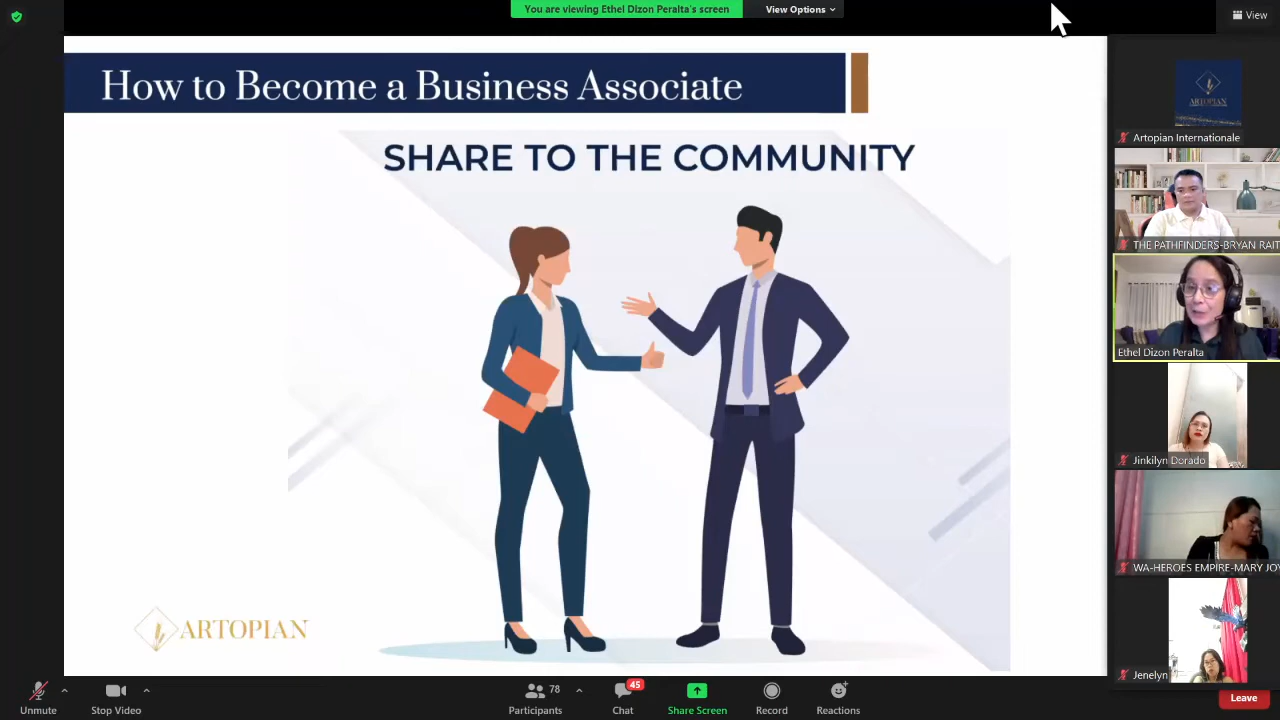 You are viewing Ethel Dizon Peralta's screen
View Options
View
How to Become a Business Associate
SHARE TO THE COMMUNITY
ARTOPIAN
ARTOPIAN
Artopian Internationale
THE PATHFINDERS-BRYAN RAIT
Ethel Dizon Peralta
Jinkilyn Dorado
WA-HEROES EMPIRE-MARY JOY
Jenelyn
Unmute
Stop Video
78
Participants
45
Chat
Share Screen
Record
Reactions
Leave